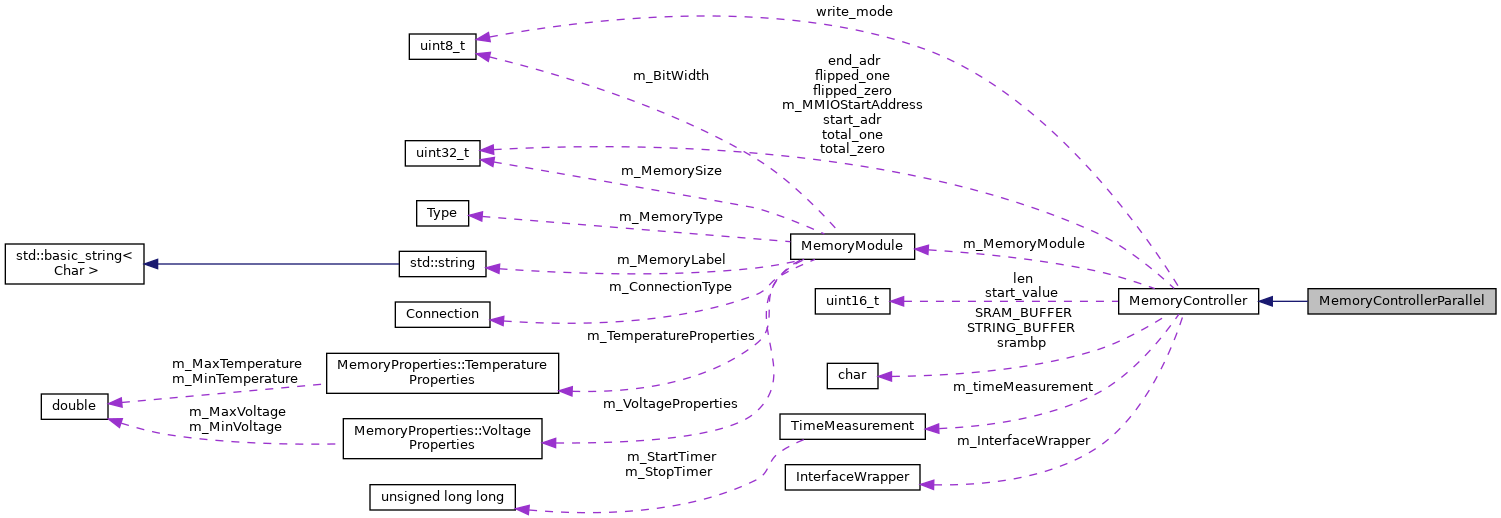 write_mode
uint8_t
end_adr
flipped_one
flipped_zero
m_MMIOStartAddress
start_adr
total_one
total_zero
m_BitWidth
uint32_t
m_MemorySize
Type
m_MemoryType
MemoryModule
m_MemoryModule
std::basic_string<
Char >
std::string
m_MemoryLabel
m_ConnectionType
Connection
len
start_value
uint16_t
MemoryController
MemoryControllerParallel
SRAM_BUFFER
STRING_BUFFER
srambp
m_TemperatureProperties
m_MaxTemperature
m_MinTemperature
MemoryProperties::Temperature
Properties
char
m_timeMeasurement
double
m_VoltageProperties
m_MaxVoltage
m_MinVoltage
MemoryProperties::Voltage
Properties
TimeMeasurement
m_InterfaceWrapper
m_StartTimer
m_StopTimer
InterfaceWrapper
unsigned long long